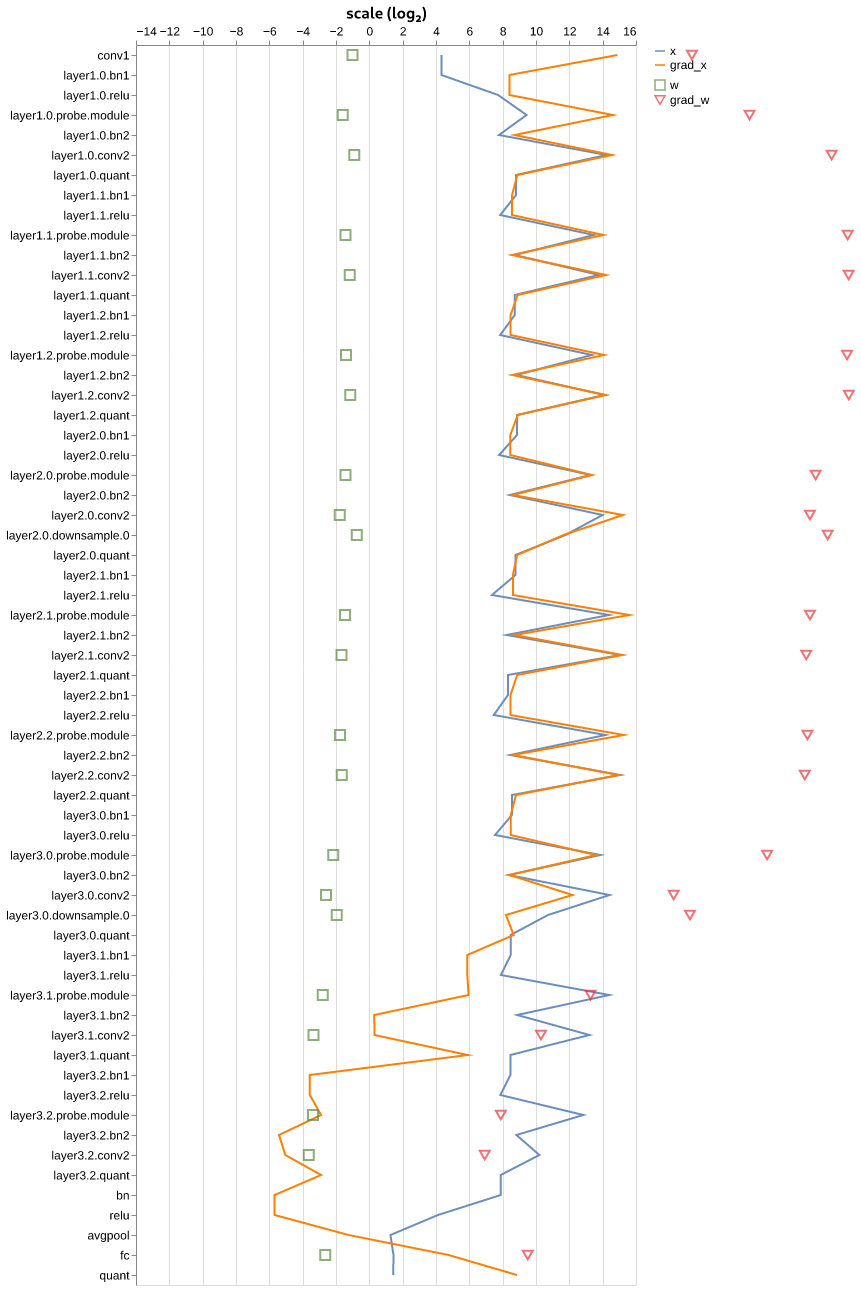 scale (log₂)
−14 −12 −10 −8 −6 −4 −2 0 2 4 6 8 10 12 14 16
x
grad_x
w
grad_w
conv1
layer1.0.bn1
layer1.0.relu
layer1.0.probe.module
layer1.0.bn2
layer1.0.conv2
layer1.0.quant
layer1.1.bn1
layer1.1.relu
layer1.1.probe.module
layer1.1.bn2
layer1.1.conv2
layer1.1.quant
layer1.2.bn1
layer1.2.relu
layer1.2.probe.module
layer1.2.bn2
layer1.2.conv2
layer1.2.quant
layer2.0.bn1
layer2.0.relu
layer2.0.probe.module
layer2.0.bn2
layer2.0.conv2
layer2.0.downsample.0
layer2.0.quant
layer2.1.bn1
layer2.1.relu
layer2.1.probe.module
layer2.1.bn2
layer2.1.conv2
layer2.1.quant
layer2.2.bn1
layer2.2.relu
layer2.2.probe.module
layer2.2.bn2
layer2.2.conv2
layer2.2.quant
layer3.0.bn1
layer3.0.relu
layer3.0.probe.module
layer3.0.bn2
layer3.0.conv2
layer3.0.downsample.0
layer3.0.quant
layer3.1.bn1
layer3.1.relu
layer3.1.probe.module
layer3.1.bn2
layer3.1.conv2
layer3.1.quant
layer3.2.bn1
layer3.2.relu
layer3.2.probe.module
layer3.2.bn2
layer3.2.conv2
layer3.2.quant
bn
relu
avgpool
fc
quant